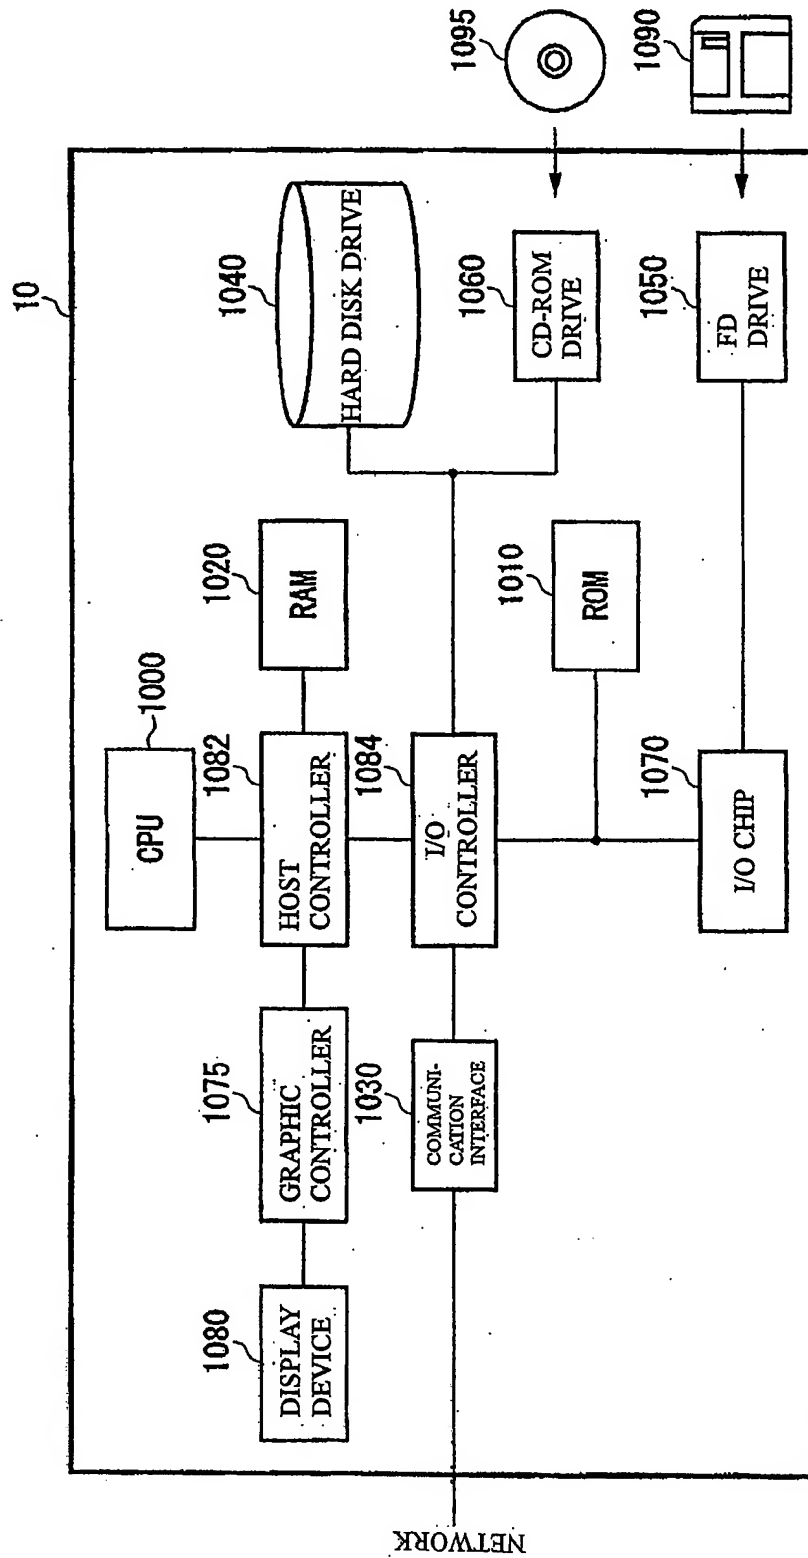 10
CPU
1000
DISPLAY
DEVICE
1080
GRAPHIC
CONTROLLER
1075
HOST
CONTROLLER
1082
RAM
1020
HARD DISK DRIVE
1040
NETWORK
COMMUNI-
CATION
INTERFACE
1030
I/O
CONTROLLER
1084
CD-ROM
DRIVE
1060
1095
ROM
1010
I/O CHIP
1070
FD
DRIVE
1050
1090